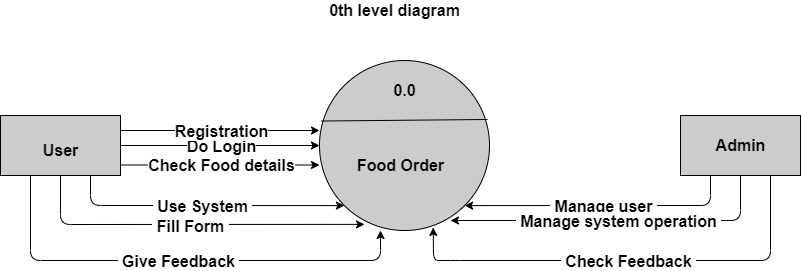 0th level diagram
0.0
Registration
Do Login
User
Admin
Check Food details
Food Order
Use System
Manage user
Fill Form
Manage system operation
Give Feedback
Check Feedback